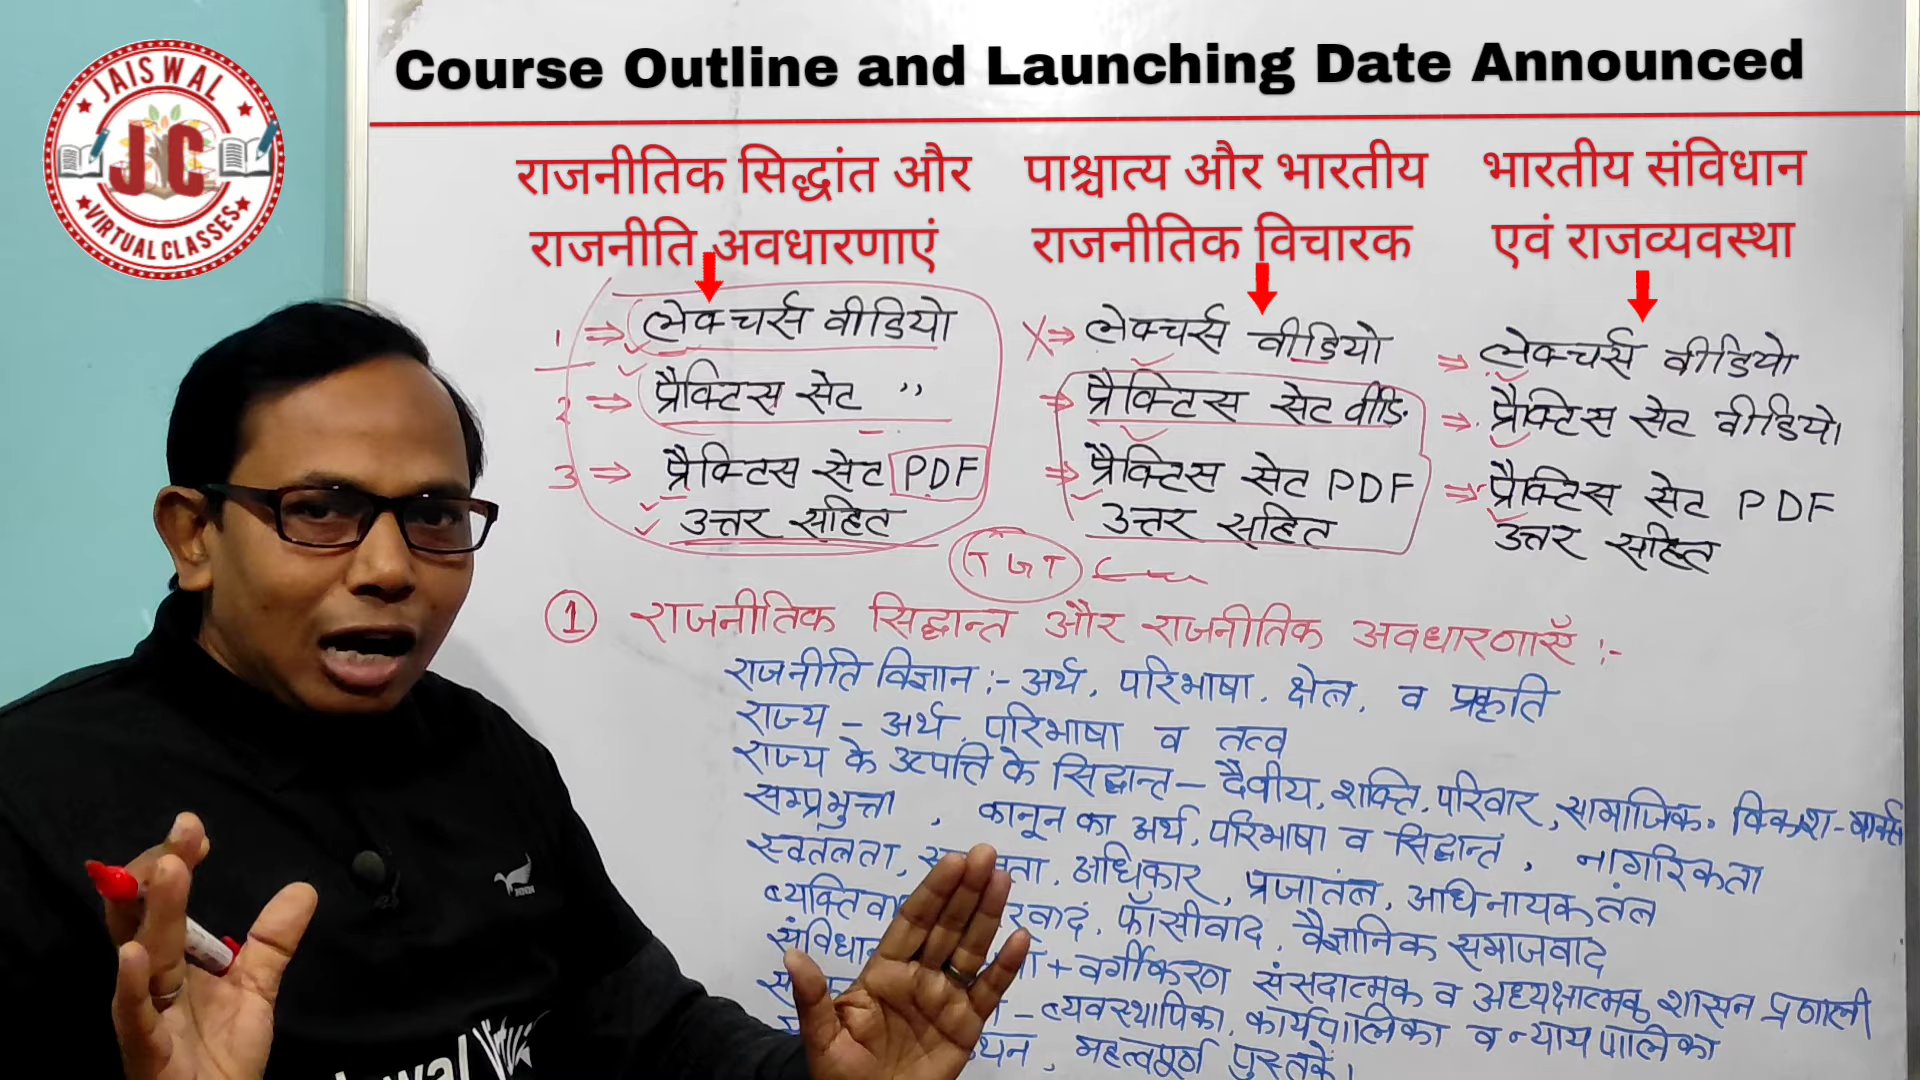 Course Outline and Launching Date Announced
JAISWAL
JC
VIRTUAL CLASSES
राजनीतिक सिद्धांत और
राजनीति अवधारणाएं
1 ⇒ लेक्चर्स वीडियो
2 ⇒ प्रैक्टिस सेट ,,
3 ⇒ प्रैक्टिस सेट PDF
उत्तर सहित
पाश्चात्य और भारतीय
राजनीतिक विचारक
लेक्चर्स वीडियो
⇒ प्रैक्टिस सेट वीडि
⇒ प्रैक्टिस सेट PDF
उत्तर सहित
भारतीय संविधान
एवं राजव्यवस्था
⇒ लेक्चर्स वीडियो
⇒ प्रैक्टिस सेट वीडियो
⇒ प्रैक्टिस सेट PDF
उत्तर सहित
TGT
1 राजनीतिक सिद्धान्त और राजनीतिक अवधारणाएँ :-
राजनीति विज्ञान :- अर्थ, परिभाषा, क्षेत्र, व प्रकृति
राज्य - अर्थ, परिभाषा व तत्व
राज्य के उत्पत्ति के सिद्धान्त - दैवीय, शक्ति, परिवार, सामाजिक, विकाश-
सम्प्रभुत्ता, कानून का अर्थ, परिभाषा व सिद्धान्त, नागरिकता
स्वतंत्रता, अधिकार, प्रजातंत्र, अधिनायक तंत्र
फॉसीवाद, वैज्ञानिक समाजवाद
+ वर्गीकरण संसदात्मक व अध्यक्षात्मक शासन प्रणाली
- व्यवस्थापिका, कार्यपालिका व न्यायपालिका
, महत्वपूर्ण पुस्तकें।